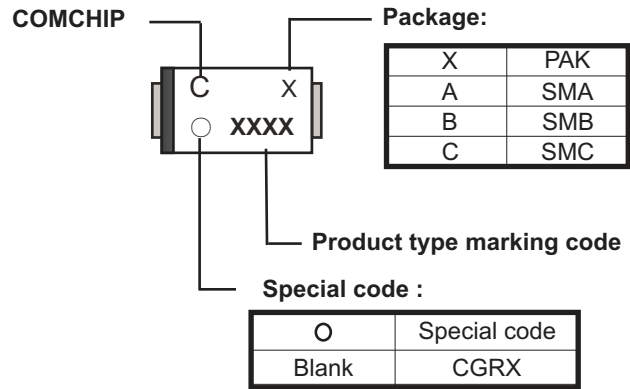 COMCHIP
Package:
C X
○ XXXX
X PAK
A SMA
B SMB
C SMC
Product type marking code
Special code :
O Special code
Blank CGRX